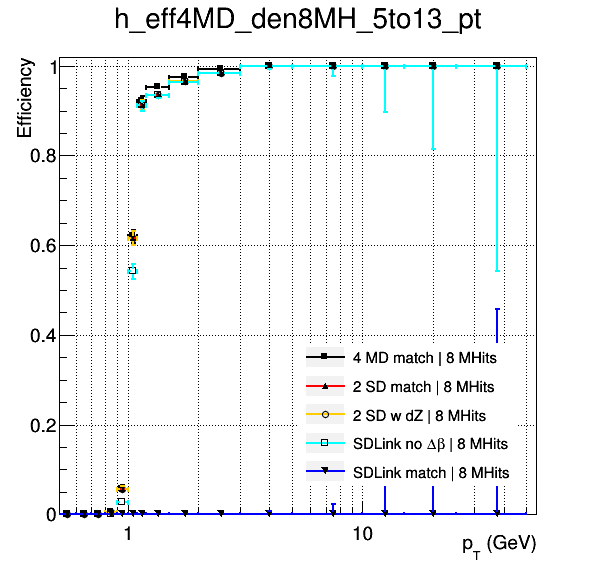 h_eff4MD_den8MH_5to13_pt
Efficiency
1
0.8
0.6
0.4
0.2
0
4 MD match | 8 MHits
2 SD match | 8 MHits
2 SD w dZ | 8 MHits
SDLink no Δβ | 8 MHits
SDLink match | 8 MHits
1
10
p_T (GeV)